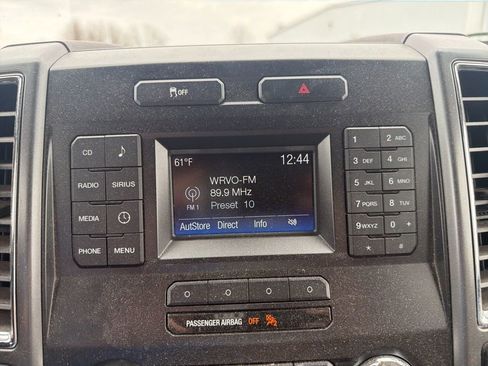 OFF
CD
RADIO SIRIUS
MEDIA
PHONE MENU
61°F 12:44
WRVO-FM
89.9 MHz
FM 1 Preset 10
AutoStore Direct Info
1 2 ABC
3 DEF 4 GHI
5 JKL 6 MNO
7 PQRS 8 TUV
9 WXYZ 0 +
* #
PASSENGER AIRBAG OFF